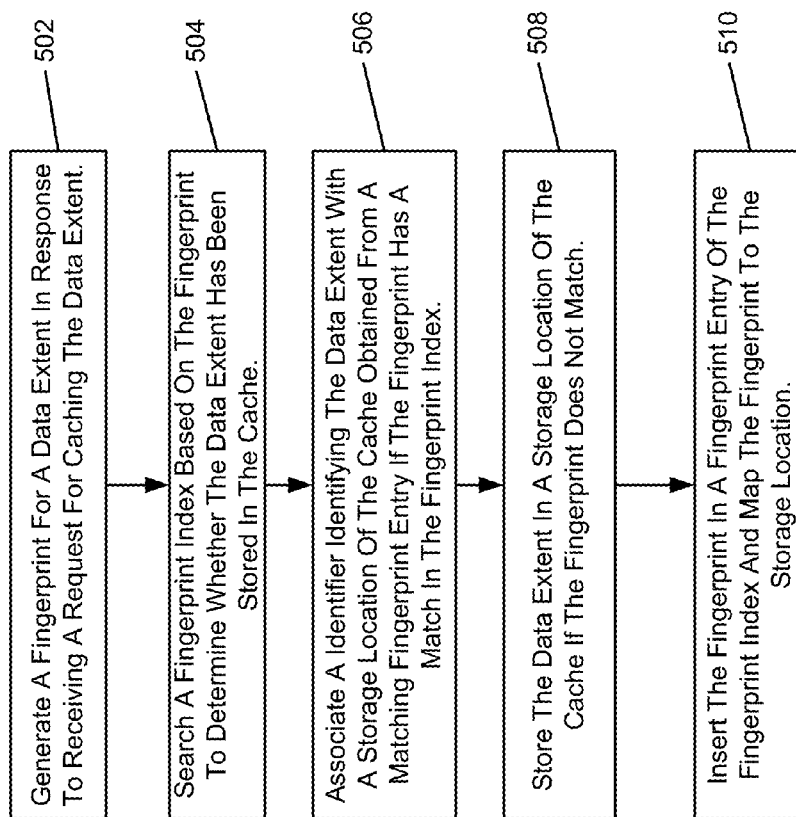 Generate A Fingerprint For A Data Extent In Response
To Receiving A Request For Caching The Data Extent.
502
Search A Fingerprint Index Based On The Fingerprint
To Determine Whether The Data Extent Has Been
Stored In The Cache.
504
Associate A Identifier Identifying The Data Extent With
A Storage Location Of The Cache Obtained From A
Matching Fingerprint Entry If The Fingerprint Has A
Match In The Fingerprint Index.
506
Store The Data Extent In A Storage Location Of The
Cache If The Fingerprint Does Not Match.
508
Insert The Fingerprint In A Fingerprint Entry Of The
Fingerprint Index And Map The Fingerprint To The
Storage Location.
510